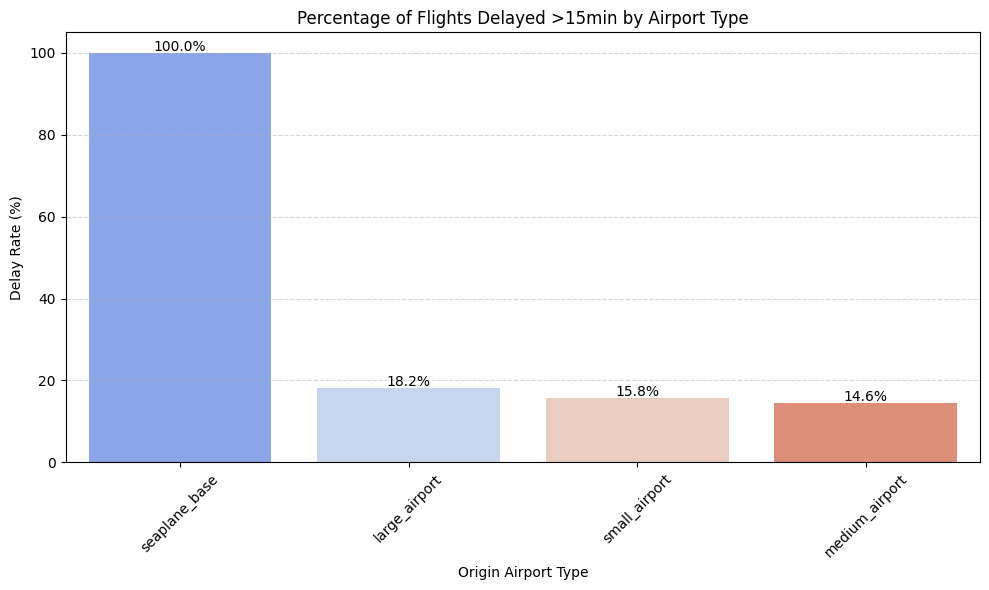 Percentage of Flights Delayed >15min by Airport Type
Delay Rate (%)
100
80
60
40
20
0
100.0%
18.2%
15.8%
14.6%
seaplane_base
large_airport
small_airport
medium_airport
Origin Airport Type